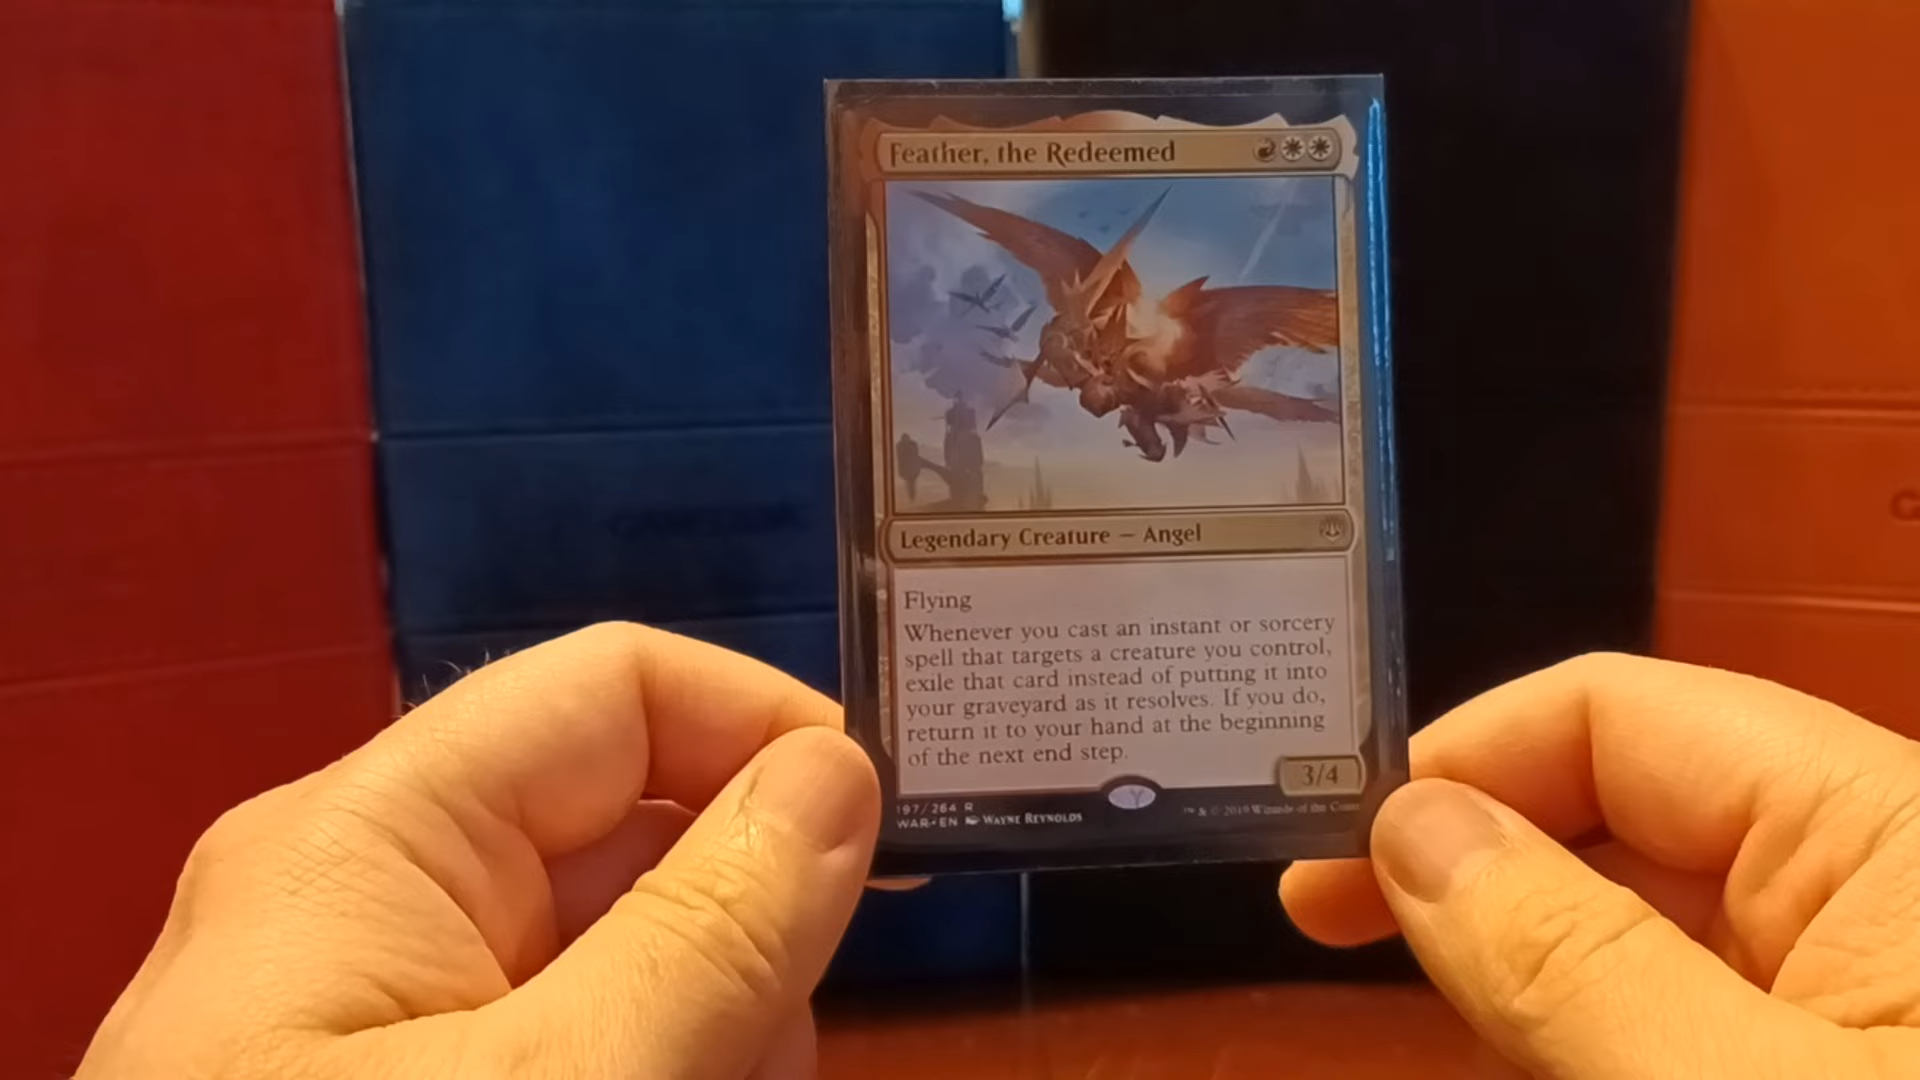 Feather, the Redeemed
Legendary Creature — Angel
Flying
Whenever you cast an instant or sorcery
spell that targets a creature you control,
exile that card instead of putting it into
your graveyard as it resolves. If you do,
return it to your hand at the beginning
of the next end step.
3/4
197/264 R
WAR • EN Wayne Reynolds
™ & © 2019 Wizards of the Coast